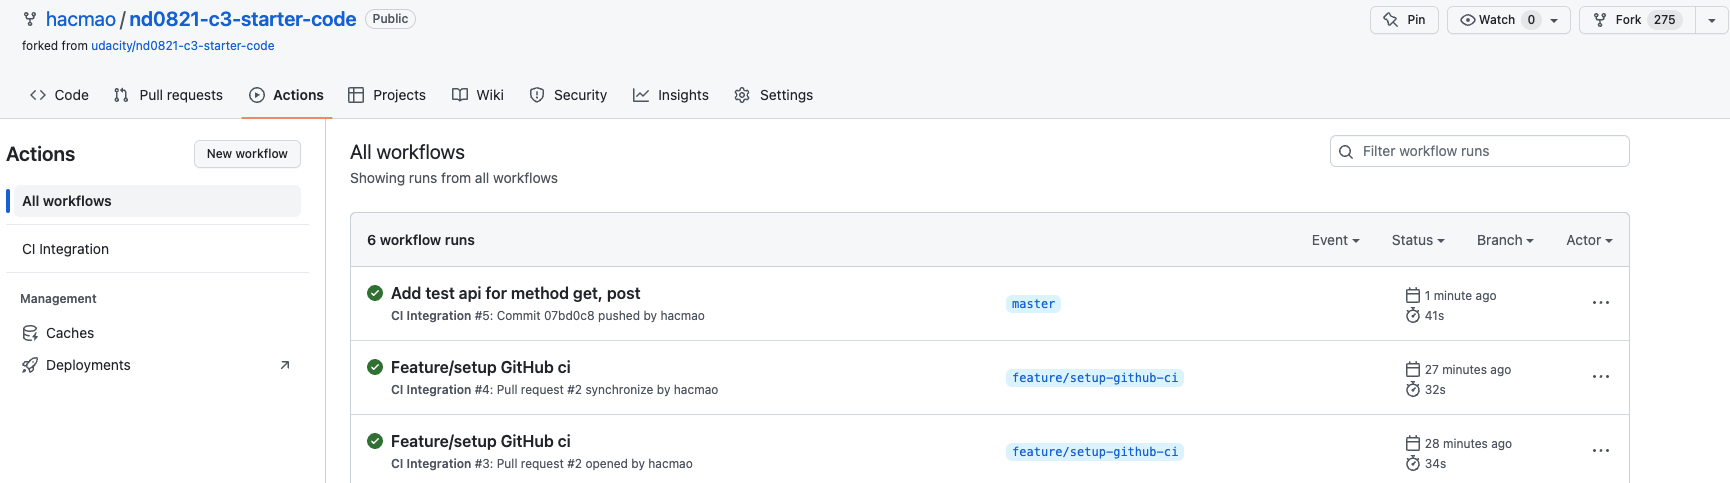 hacmao / nd0821-c3-starter-code Public
Pin Watch 0 Fork 275
forked from udacity/nd0821-c3-starter-code
Code Pull requests Actions Projects Wiki Security Insights Settings
Actions New workflow
All workflows
CI Integration
Management
Caches
Deployments
All workflows
Showing runs from all workflows
Filter workflow runs
6 workflow runs Event Status Branch Actor
Add test api for method get, post
CI Integration #5: Commit 07bd0c8 pushed by hacmao
master
1 minute ago
41s
Feature/setup GitHub ci
CI Integration #4: Pull request #2 synchronize by hacmao
feature/setup-github-ci
27 minutes ago
32s
Feature/setup GitHub ci
CI Integration #3: Pull request #2 opened by hacmao
feature/setup-github-ci
28 minutes ago
34s